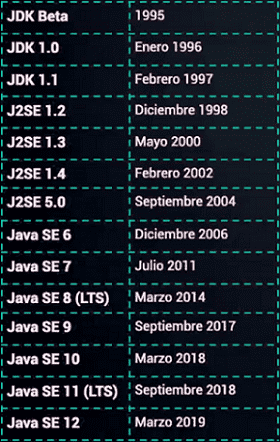 JDK Beta 1995
JDK 1.0 Enero 1996
JDK 1.1 Febrero 1997
J2SE 1.2 Diciembre 1998
J2SE 1.3 Mayo 2000
J2SE 1.4 Febrero 2002
J2SE 5.0 Septiembre 2004
Java SE 6 Diciembre 2006
Java SE 7 Julio 2011
Java SE 8 (LTS) Marzo 2014
Java SE 9 Septiembre 2017
Java SE 10 Marzo 2018
Java SE 11 (LTS) Septiembre 2018
Java SE 12 Marzo 2019